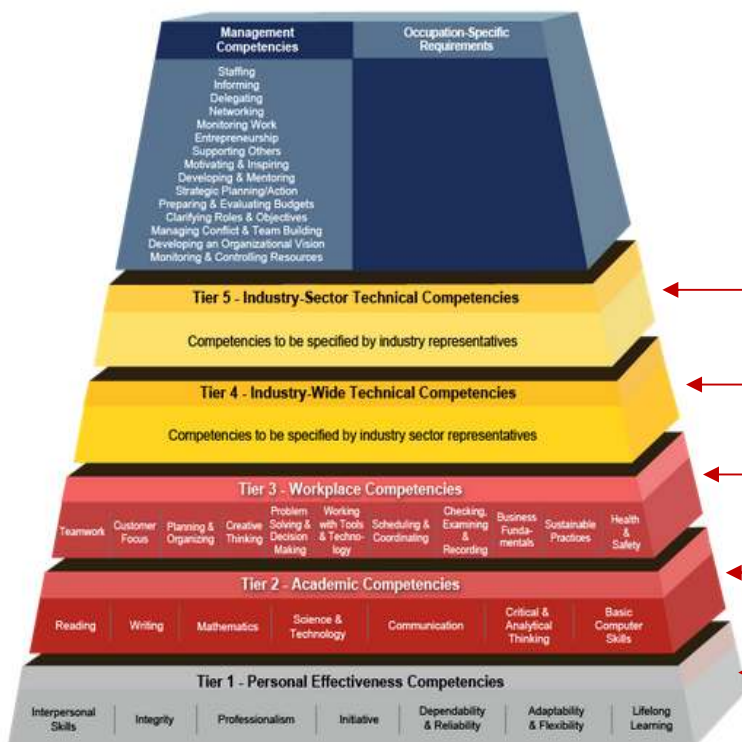 Management
Competencies
Occupation-Specific
Requirements
Staffing
Informing
Delegating
Networking
Monitoring Work
Entrepreneurship
Supporting Others
Motivating & Inspiring
Developing & Mentoring
Strategic Planning/Action
Preparing & Evaluating Budgets
Clarifying Roles & Objectives
Managing Conflict & Team Building
Developing an Organizational Vision
Monitoring & Controlling Resources
Tier 5 - Industry-Sector Technical Competencies
Competencies to be specified by industry representatives
Tier 4 - Industry-Wide Technical Competencies
Competencies to be specified by industry sector representatives
Tier 3 - Workplace Competencies
Teamwork
Customer
Focus
Planning &
Organizing
Creative
Thinking
Problem
Solving &
Decision
Making
Working
with Tools
& Techno-
logy
Scheduling &
Coordinating
Checking,
Examining
&
Recording
Business
Funda-
mentals
Sustainable
Practices
Health
&
Safety
Tier 2 - Academic Competencies
Reading
Writing
Mathematics
Science &
Technology
Communication
Critical &
Analytical
Thinking
Basic
Computer
Skills
Tier 1 - Personal Effectiveness Competencies
Interpersonal
Skills
Integrity
Professionalism
Initiative
Dependability
& Reliability
Adaptability
& Flexibility
Lifelong
Learning